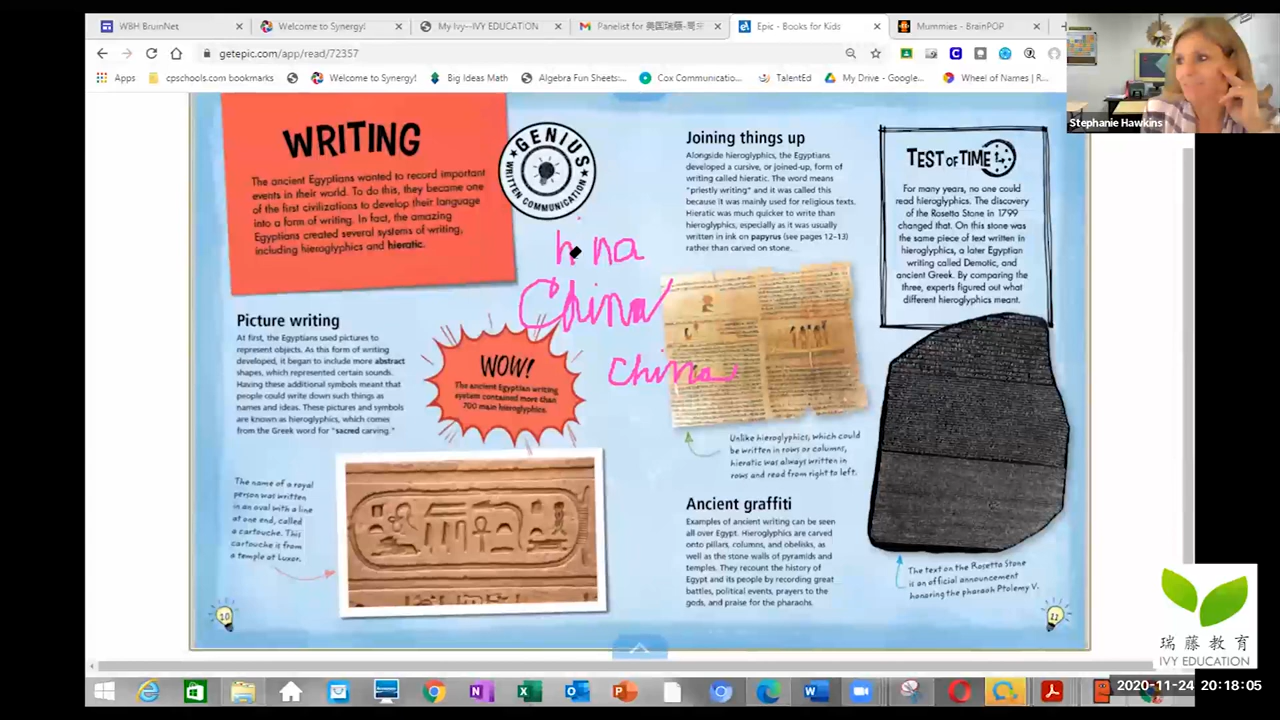 WBH BruinNet
Welcome to Synergy!
My Ivy--IVY EDUCATION
Epic - Books for Kids
Mummies - BrainPOP
getepic.com/app/read/72357
Apps
cpschools.com bookmarks
Welcome to Synergy!
Big Ideas Math
Algebra Fun Sheets:...
Cox Communicatio...
TalentEd
My Drive - Google...
Wheel of Names | R...
Stephanie Hawkins
WRITING
The ancient Egyptians wanted to record important
events in their world. To do this, they became one
of the first civilizations to develop their language
into a form of writing. In fact, the amazing
Egyptians created several systems of writing,
including hieroglyphics and hieratic.
GENIUS
WRITTEN COMMUNICATION
hina
China
china
Picture writing
At first, the Egyptians used pictures to
represent objects. As this form of writing
developed, it began to include more abstract
shapes, which represented certain sounds.
Having these additional symbols meant that
people could write down such things as
names and ideas. These pictures and symbols
are known as hieroglyphics, which comes
from the Greek word for "sacred carving."
WOW!
The ancient Egyptian writing
system contained more than
700 main hieroglyphics.
The name of a royal
person was written
in an oval with a line
at one end, called
a cartouche. This
cartouche is from
a temple at Luxor.
10
Joining things up
Alongside hieroglyphics, the Egyptians
developed a cursive, or joined-up, form of
writing called hieratic. The word means
"priestly writing" and it was called this
because it was mainly used for religious texts.
Hieratic was much quicker to write than
hieroglyphics, especially as it was usually
written in ink on papyrus (see pages 12–13)
rather than carved on stone.
Unlike hieroglyphics, which could
be written in rows or columns,
hieratic was always written in
rows and read from right to left.
Ancient graffiti
Examples of ancient writing can be seen
all over Egypt. Hieroglyphics are carved
onto pillars, columns, and obelisks, as
well as the stone walls of pyramids and
temples. They recount the history of
Egypt and its people by recording great
battles, political events, prayers to the
gods, and praise for the pharaohs.
TEST OF TIME
For many years, no one could
read hieroglyphics. The discovery
of the Rosetta Stone in 1799
changed that. On this stone was
the same piece of text written in
hieroglyphics, a later Egyptian
writing called Demotic, and
ancient Greek. By comparing the
three, experts figured out what
different hieroglyphics meant.
The text on the Rosetta Stone
is an official announcement
honoring the pharaoh Ptolemy V.
11
瑞藤教育
IVY EDUCATION
2020-11-24 20:18:05